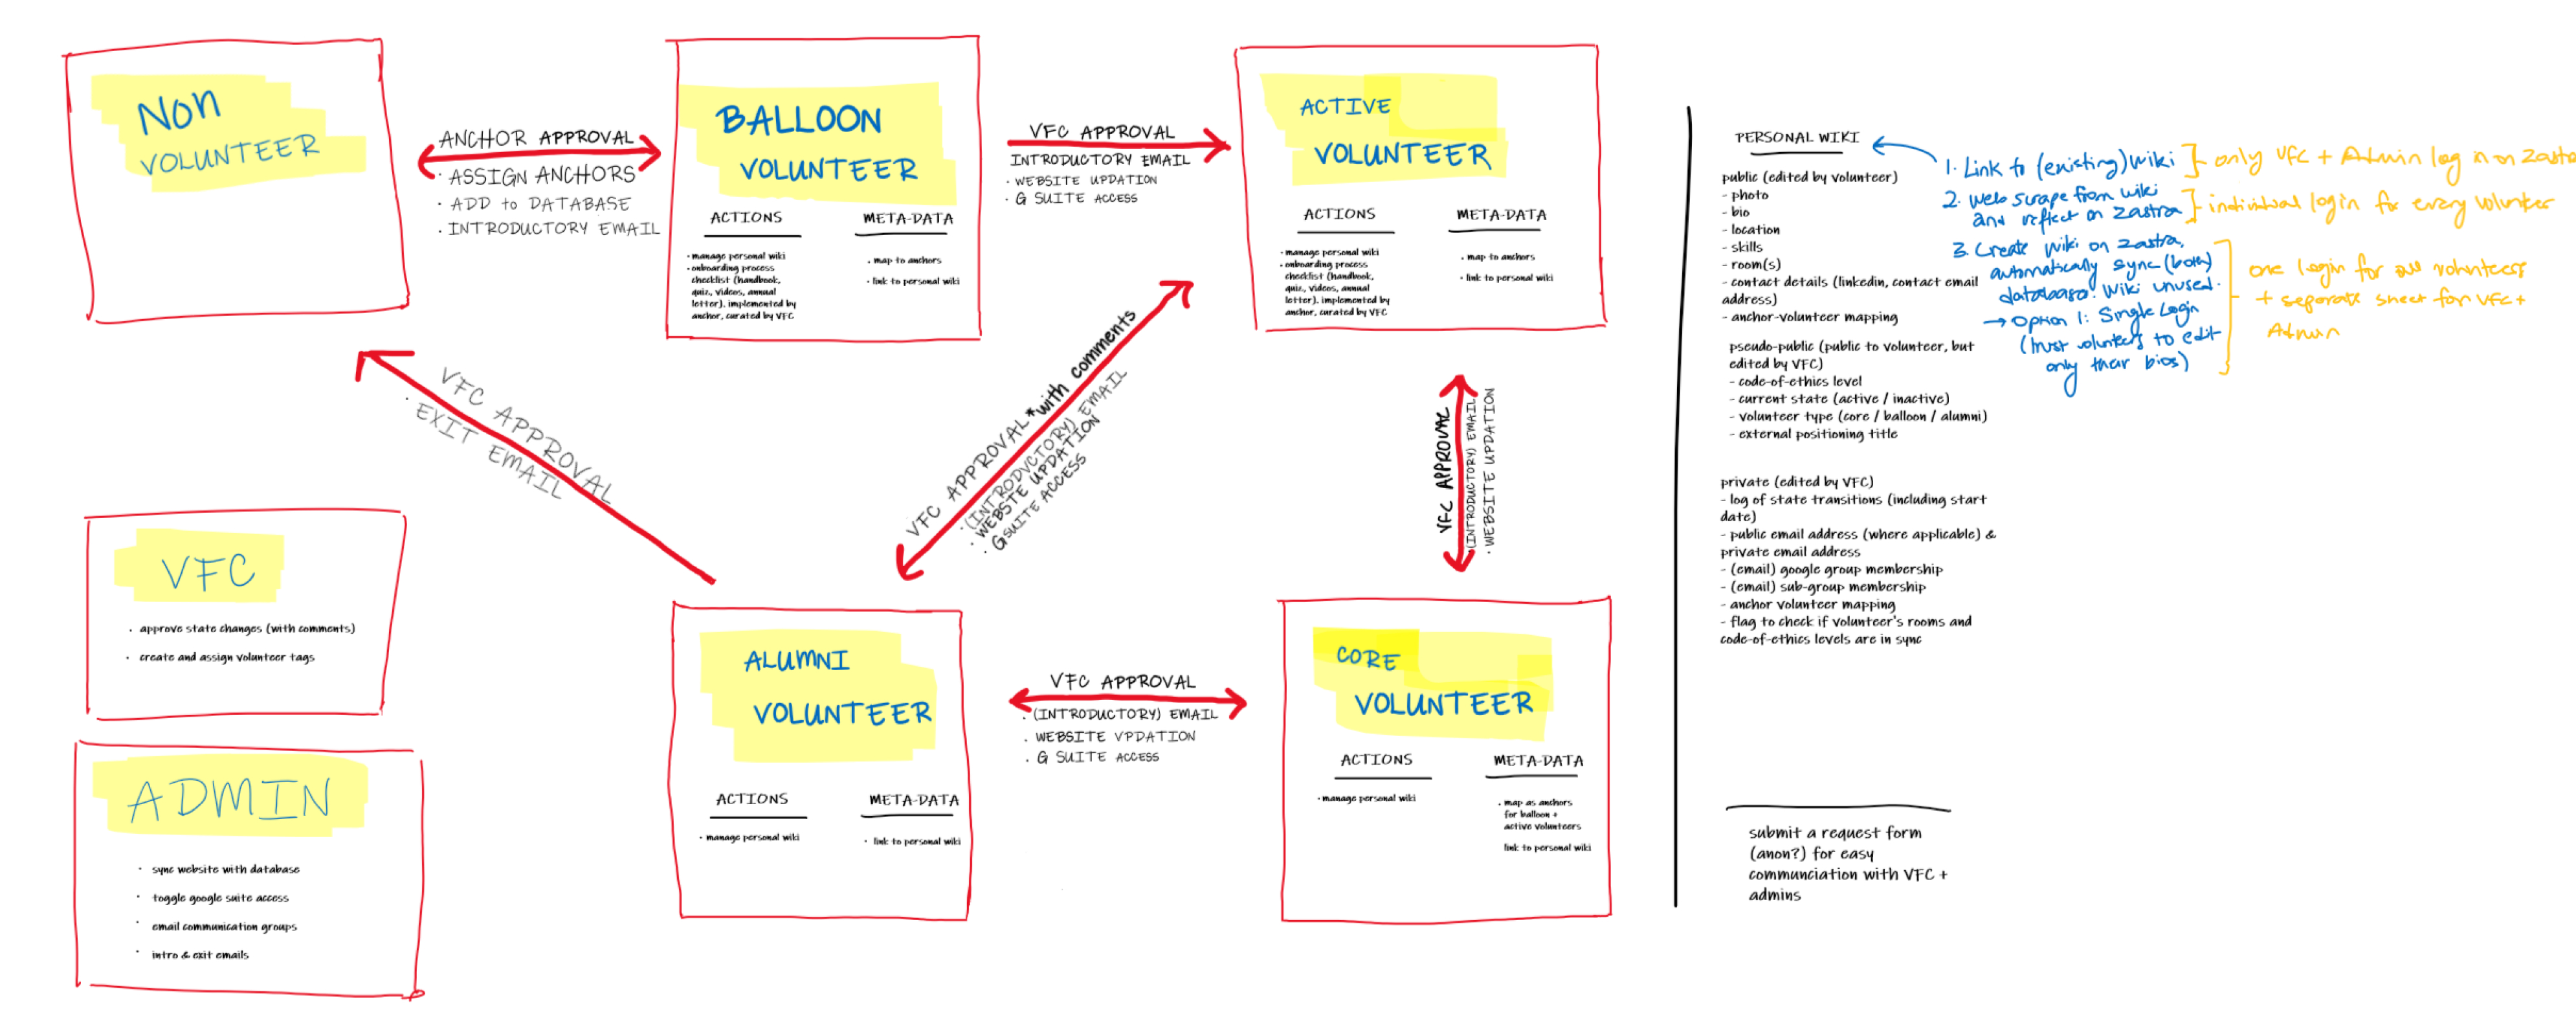 NON
VOLUNTEER
ANCHOR APPROVAL
· ASSIGN ANCHORS
· ADD to DATABASE
· INTRODUCTORY EMAIL
BALLOON
VOLUNTEER
ACTIONS
· manage personal wiki
· onboarding process
checklist (handbook,
quiz, videos, annual
letter). implemented by
anchor, curated by VFC
META-DATA
· map to anchors
· link to personal wiki
VFC APPROVAL
INTRODUCTORY EMAIL
· WEBSITE UPDATION
· G SUITE ACCESS
ACTIVE
VOLUNTEER
ACTIONS
· manage personal wiki
· onboarding process
checklist (handbook,
quiz, videos, annual
letter). implemented by
anchor, curated by VFC
META-DATA
· map to anchors
· link to personal wiki
VFC APPROVAL
· EXIT EMAIL
VFC APPROVAL *with comments
· (INTRODUCTORY) EMAIL
· WEBSTE UPDATION
· G SUITE ACCESS
VFC APPROVAL
(INTRODUCTORY) EMAIL
· WEBSITE UPDATION
VFC
· approve state changes (with comments)
· create and assign volunteer tags
ADMIN
· sync website with database
· toggle google suite access
· email communication groups
· intro & exit emails
ALUMNI
VOLUNTEER
ACTIONS
· manage personal wiki
META-DATA
· link to personal wiki
VFC APPROVAL
· (INTRODUCTORY) EMAIL
· WEBSITE UPDATION
· G SUITE ACCESS
CORE
VOLUNTEER
ACTIONS
· manage personal wiki
META-DATA
· map as anchors
for balloon +
active volunteers
link to personal wiki
PERSONAL WIKI
public (edited by volunteer)
- photo
- bio
- location
- skills
- room(s)
- contact details (linkedin, contact email
address)
- anchor-volunteer mapping
pseudo-public (public to volunteer, but
edited by VFC)
- code-of-ethics level
- current state (active / inactive)
- volunteer type (core / balloon / alumni)
- external positioning title
private (edited by VFC)
- log of state transitions (including start
date)
- public email address (where applicable) &
private email address
- (email) google group membership
- (email) sub-group membership
- anchor volunteer mapping
- flag to check if volunteer's rooms and
code-of-ethics levels are in sync
submit a request form
(anon?) for easy
communciation with VFC +
admins
1. Link to (existing) wiki
2. web scrape from wiki
and reflect on zastra
3. Create wiki on zastra,
automatically sync (both)
database. Wiki unused.
→ Option 1: Single Login
(trust volunteers to edit
only their bios)
only VFC + Admin log in on zastra
individual login for every volunteer
one login for all volunteers
+ separate sheet for VFC +
Admin